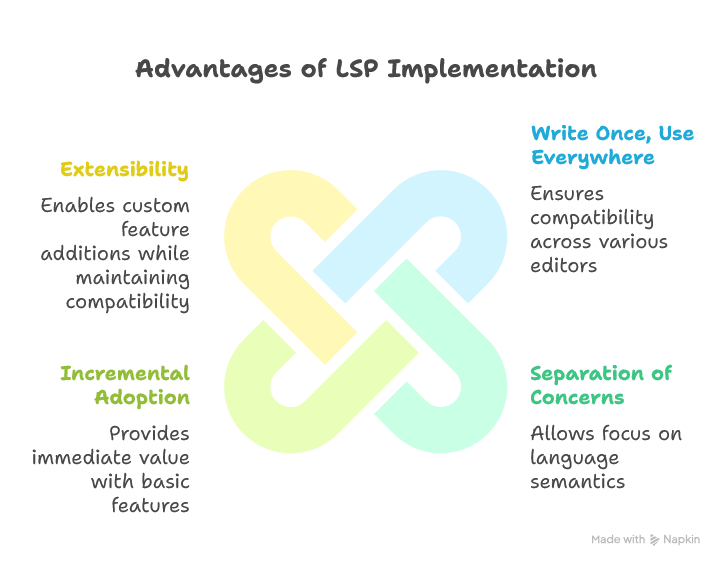 Advantages of LSP Implementation
Extensibility
Enables custom
feature
additions while
maintaining
compatibility
Write Once, Use
Everywhere
Ensures
compatibility
across various
editors
Incremental
Adoption
Provides
immediate value
with basic
features
Separation of
Concerns
Allows focus on
language
semantics
Made with Napkin